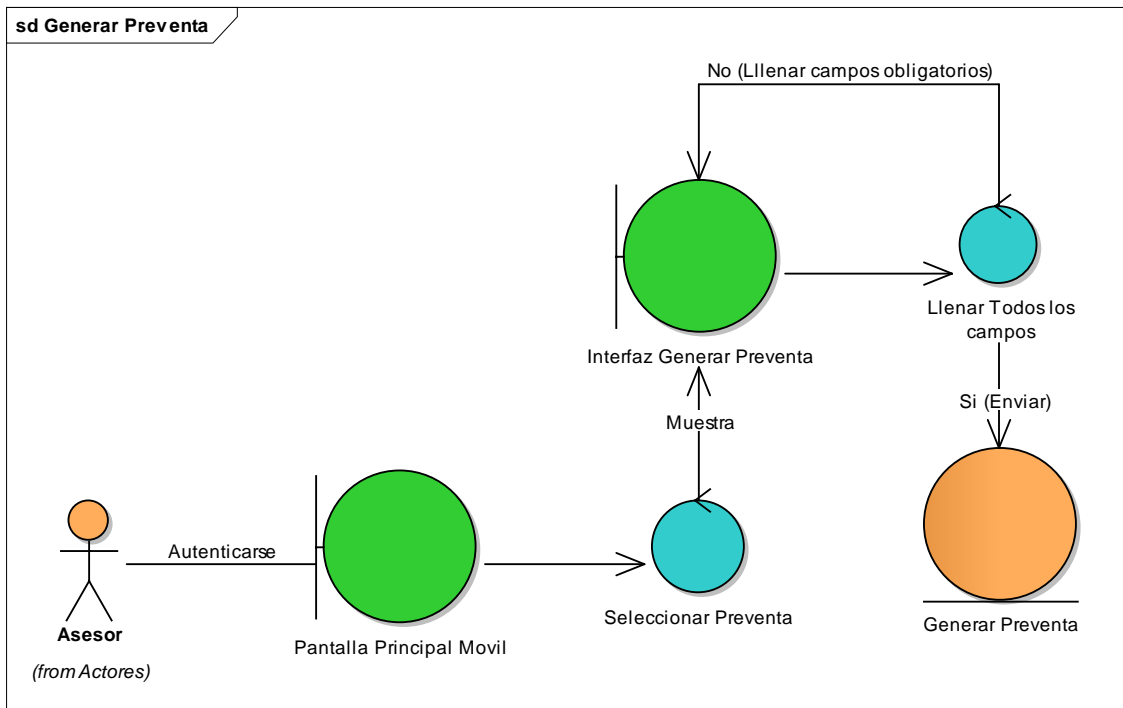 sd Generar Preventa
No (Lllenar campos obligatorios)
Interfaz Generar Preventa
Llenar Todos los
campos
Muestra
Si (Enviar)
Autenticarse
Asesor
(from Actores)
Pantalla Principal Movil
Seleccionar Preventa
Generar Preventa